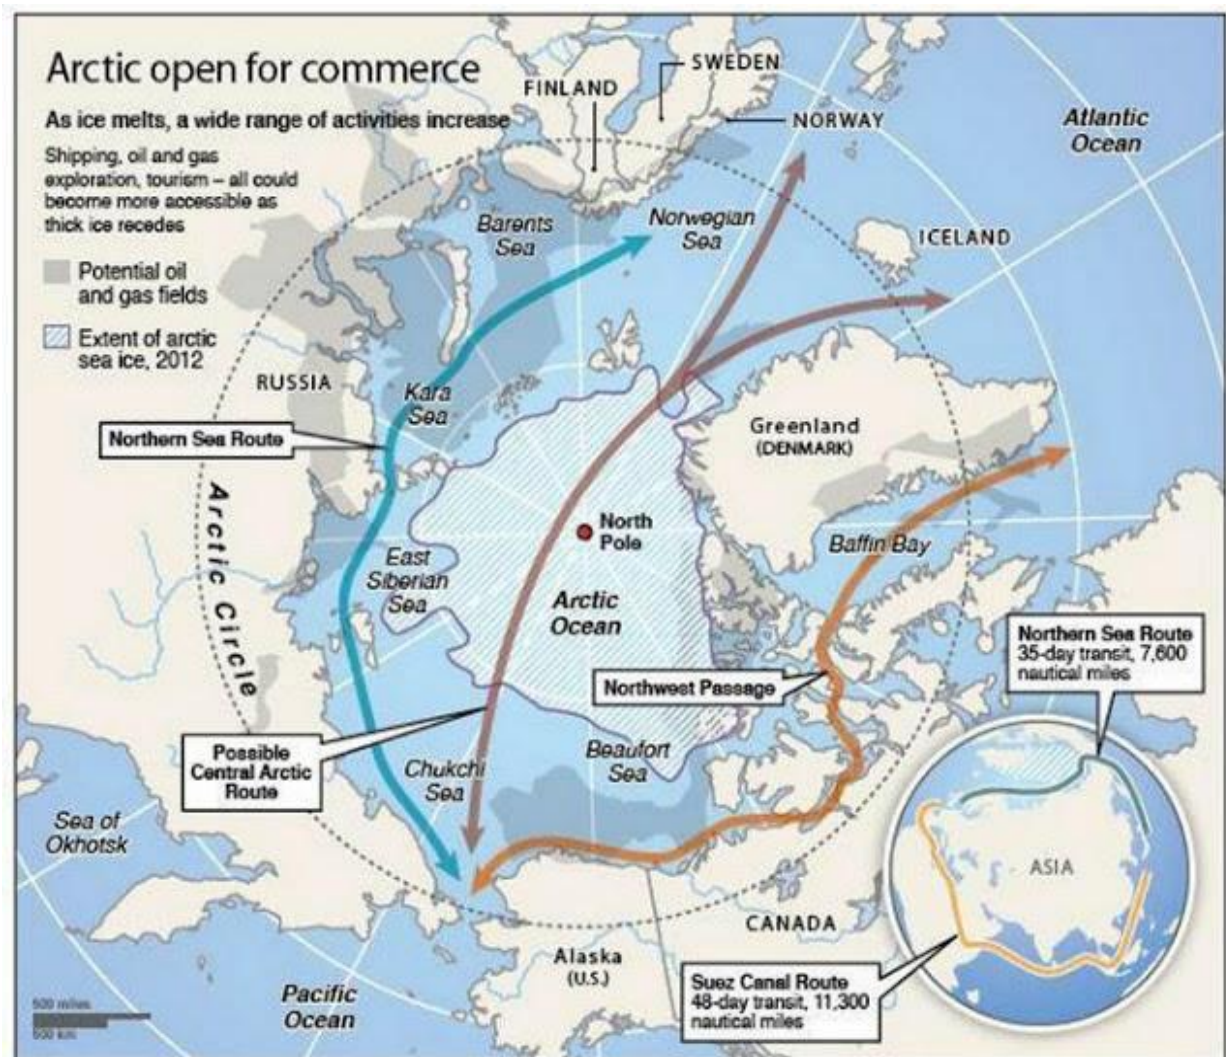 Arctic open for commerce
As ice melts, a wide range of activities increase
Shipping, oil and gas
exploration, tourism – all could
become more accessible as
thick ice recedes
Potential oil
and gas fields
Extent of arctic
sea ice, 2012
FINLAND
SWEDEN
NORWAY
Atlantic
Ocean
Barents
Sea
Norwegian
Sea
ICELAND
RUSSIA
Kara
Sea
Northern Sea Route
Greenland
(DENMARK)
Arctic Circle
North
Pole
Baffin Bay
East
Siberian
Sea
Arctic
Ocean
Northwest Passage
Northern Sea Route
35-day transit, 7,600
nautical miles
Possible
Central Arctic
Route
Chukchi
Sea
Beaufort
Sea
Sea of
Okhotsk
ASIA
CANADA
Alaska
(U.S.)
Suez Canal Route
48-day transit, 11,300
nautical miles
Pacific
Ocean
500 miles
500 km